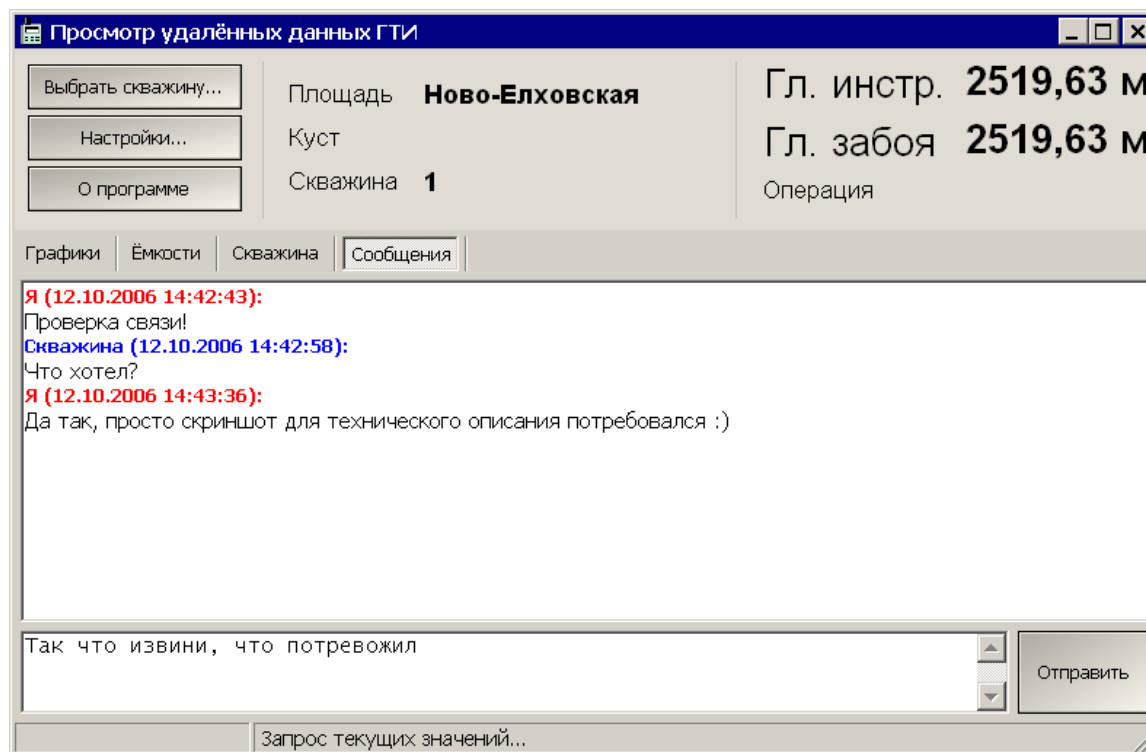 Просмотр удалённых данных ГТИ
Выбрать скважину...
Настройки...
О программе
Площадь Ново-Елховская
Куст
Скважина 1
Гл. инстр. 2519,63 м
Гл. забоя 2519,63 м
Операция
Графики Ёмкости Скважина Сообщения
Я (12.10.2006 14:42:43):
Проверка связи!
Скважина (12.10.2006 14:42:58):
Что хотел?
Я (12.10.2006 14:43:36):
Да так, просто скриншот для технического описания потребовался :)
Так что извини, что потревожил
Отправить
Запрос текущих значений...